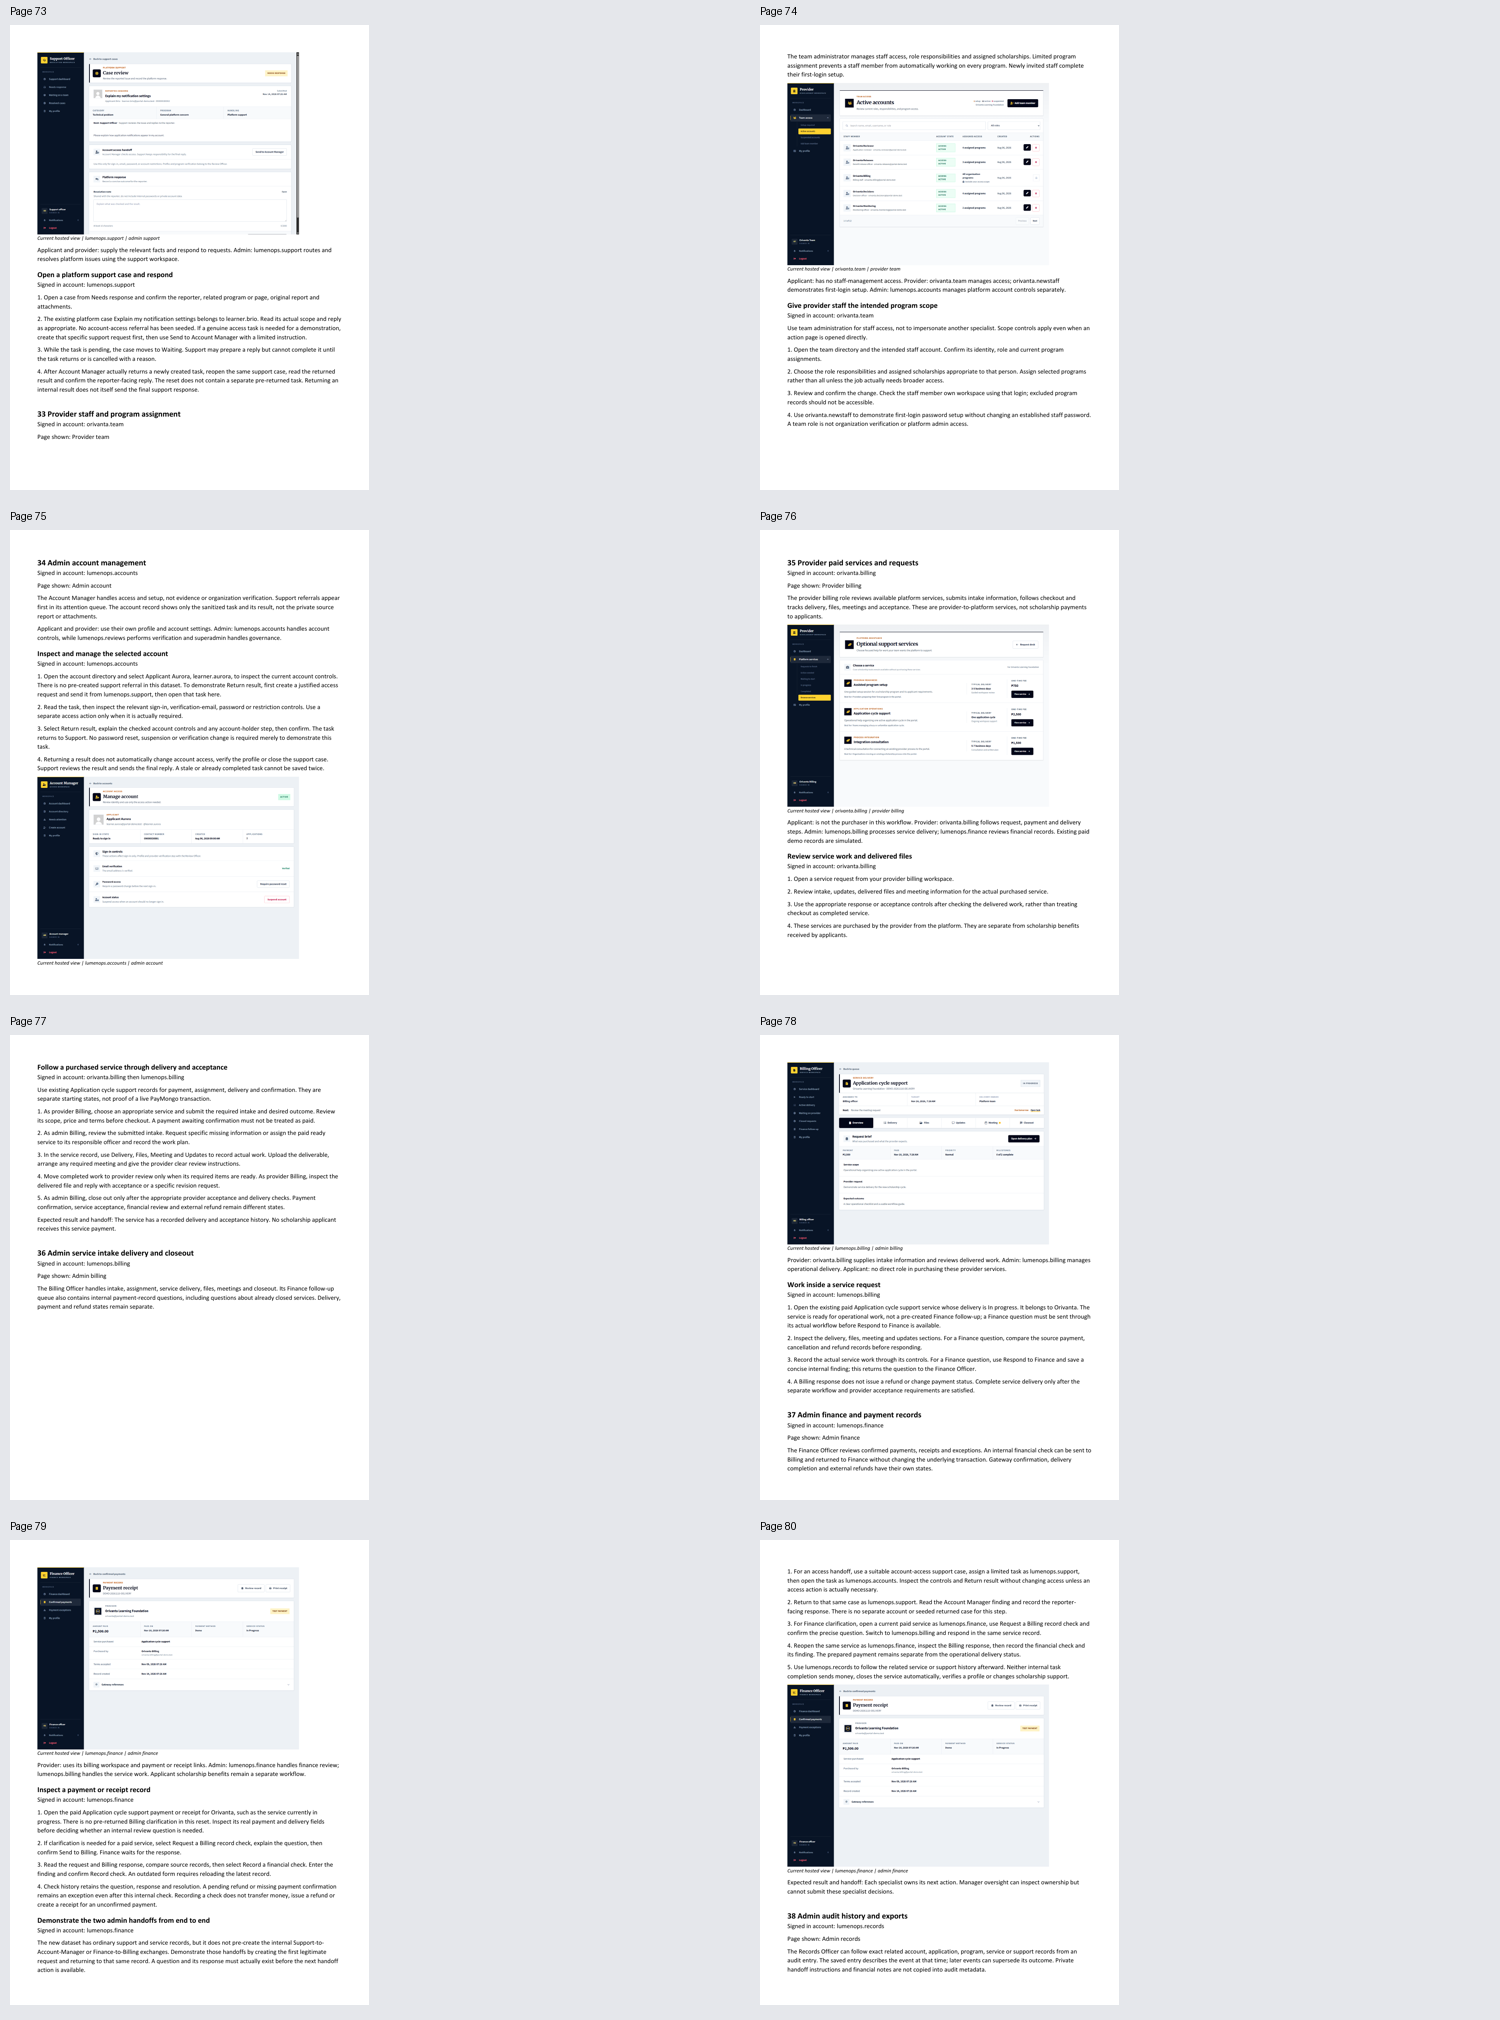 Page 73
Support Officer
Case review
Explain my notification settings
Account access handoff
Platform response
Current hosted view | lumenops.support | admin support
Applicant and provider: supply the relevant facts and respond to requests. Admin: lumenops.support routes and
resolves platform issues using the support workspace.
Open a platform support case and respond
Signed in account: lumenops.support
1. Open a case from Needs response and confirm the reporter, related program or page, original report and
attachments.
2. The existing platform case Explain my notification settings belongs to learner.brio. Read its actual scope and reply
as appropriate. No account-access referral has been seeded. If a genuine access task is needed for a demonstration,
create that specific support request first, then use Send to Account Manager with a limited instruction.
3. While the task is pending, the case moves to Waiting. Support may prepare a reply but cannot complete it until
the task returns or is cancelled with a reason.
4. After Account Manager actually returns a newly created task, reopen the same support case, read the returned
result and confirm the reporter-facing reply. The reset does not contain a separate pre-returned task. Returning an
internal result does not itself send the final support response.
33 Provider staff and program assignment
Signed in account: orivanta.team
Page shown: Provider team
Page 74
The team administrator manages staff access, role responsibilities and assigned scholarships. Limited program
assignment prevents a staff member from automatically working on every program. Newly invited staff complete
their first-login setup.
Provider
Active accounts
Current hosted view | orivanta.team | provider team
Applicant: has no staff-management access. Provider: orivanta.team manages access; orivanta.newstaff
demonstrates first-login setup. Admin: lumenops.accounts manages platform account controls separately.
Give provider staff the intended program scope
Signed in account: orivanta.team
Use team administration for staff access, not to impersonate another specialist. Scope controls apply even when an
action page is opened directly.
1. Open the team directory and the intended staff account. Confirm its identity, role and current program
assignments.
2. Choose the role responsibilities and assigned scholarships appropriate to that person. Assign selected programs
rather than all unless the job actually needs broader access.
3. Review and confirm the change. Check the staff member own workspace using that login; excluded program
records should not be accessible.
4. Use orivanta.newstaff to demonstrate first-login password setup without changing an established staff password.
A team role is not organization verification or platform admin access.
Page 75
34 Admin account management
Signed in account: lumenops.accounts
Page shown: Admin account
The Account Manager handles access and setup, not evidence or organization verification. Support referrals appear
first in its attention queue. The account record shows only the sanitized task and its result, not the private source
report or attachments.
Applicant and provider: use their own profile and account settings. Admin: lumenops.accounts handles account
controls, while lumenops.reviews performs verification and superadmin handles governance.
Inspect and manage the selected account
Signed in account: lumenops.accounts
1. Open the account directory and select Applicant Aurora, learner.aurora, to inspect the current account controls.
There is no pre-created support referral in this dataset. To demonstrate Return result, first create a justified access
request and send it from lumenops.support, then open that task here.
2. Read the task, then inspect the relevant sign-in, verification-email, password or restriction controls. Use a
separate access action only when it is actually required.
3. Select Return result, explain the checked account controls and any account-holder step, then confirm. The task
returns to Support. No password reset, suspension or verification change is required merely to demonstrate this
task.
4. Returning a result does not automatically change account access, verify the profile or close the support case.
Support reviews the result and sends the final reply. A stale or already completed task cannot be saved twice.
Account Manager
Manage account
Applicant Aurora
Current hosted view | lumenops.accounts | admin account
Page 76
35 Provider paid services and requests
Signed in account: orivanta.billing
Page shown: Provider billing
The provider billing role reviews available platform services, submits intake information, follows checkout and
tracks delivery, files, meetings and acceptance. These are provider-to-platform services, not scholarship payments
to applicants.
Provider
Optional support services
Choose a service
Assisted program setup
Application cycle support
Integration consultation
Current hosted view | orivanta.billing | provider billing
Applicant: is not the purchaser in this workflow. Provider: orivanta.billing follows request, payment and delivery
steps. Admin: lumenops.billing processes service delivery; lumenops.finance reviews financial records. Existing paid
demo records are simulated.
Review service work and delivered files
Signed in account: orivanta.billing
1. Open a service request from your provider billing workspace.
2. Review intake, updates, delivered files and meeting information for the actual purchased service.
3. Use the appropriate response or acceptance controls after checking the delivered work, rather than treating
checkout as completed service.
4. These services are purchased by the provider from the platform. They are separate from scholarship benefits
received by applicants.
Page 77
Follow a purchased service through delivery and acceptance
Signed in account: orivanta.billing then lumenops.billing
Use existing Application cycle support records for payment, assignment, delivery and confirmation. They are
separate starting states, not proof of a live PayMongo transaction.
1. As provider Billing, choose an appropriate service and submit the required intake and desired outcome. Review
its scope, price and terms before checkout. A payment awaiting confirmation must not be treated as paid.
2. As admin Billing, review the submitted intake. Request specific missing information or assign the paid ready
service to its responsible officer and record the work plan.
3. In the service record, use Delivery, Files, Meeting and Updates to record actual work. Upload the deliverable,
arrange any required meeting and give the provider clear review instructions.
4. Move completed work to provider review only when its required items are ready. As provider Billing, inspect the
delivered file and reply with acceptance or a specific revision request.
5. As admin Billing, close out only after the appropriate provider acceptance and delivery checks. Payment
confirmation, service acceptance, financial review and external refund remain different states.
Expected result and handoff: The service has a recorded delivery and acceptance history. No scholarship applicant
receives this service payment.
36 Admin service intake delivery and closeout
Signed in account: lumenops.billing
Page shown: Admin billing
The Billing Officer handles intake, assignment, service delivery, files, meetings and closeout. Its Finance follow-up
queue also contains internal payment-record questions, including questions about already closed services. Delivery,
payment and refund states remain separate.
Page 78
Billing Officer
Application cycle support
Request brief
Current hosted view | lumenops.billing | admin billing
Provider: orivanta.billing supplies intake information and reviews delivered work. Admin: lumenops.billing manages
operational delivery. Applicant: no direct role in purchasing these provider services.
Work inside a service request
Signed in account: lumenops.billing
1. Open the existing paid Application cycle support service whose delivery is In progress. It belongs to Orivanta. The
service is ready for operational work, not a pre-created Finance follow-up; a Finance question must be sent through
its actual workflow before Respond to Finance is available.
2. Inspect the delivery, files, meeting and updates sections. For a Finance question, compare the source payment,
cancellation and refund records before responding.
3. Record the actual service work through its controls. For a Finance question, use Respond to Finance and save a
concise internal finding; this returns the question to the Finance Officer.
4. A Billing response does not issue a refund or change payment status. Complete service delivery only after the
separate workflow and provider acceptance requirements are satisfied.
37 Admin finance and payment records
Signed in account: lumenops.finance
Page shown: Admin finance
The Finance Officer reviews confirmed payments, receipts and exceptions. An internal financial check can be sent to
Billing and returned to Finance without changing the underlying transaction. Gateway confirmation, delivery
completion and external refunds have their own states.
Page 79
Finance Officer
Payment receipt
Orivanta Learning Foundation
Current hosted view | lumenops.finance | admin finance
Provider: uses its billing workspace and payment or receipt links. Admin: lumenops.finance handles finance review;
lumenops.billing handles the service work. Applicant scholarship benefits remain a separate workflow.
Inspect a payment or receipt record
Signed in account: lumenops.finance
1. Open the paid Application cycle support payment or receipt for Orivanta, such as the service currently in
progress. There is no pre-returned Billing clarification in this reset. Inspect its real payment and delivery fields
before deciding whether an internal review question is needed.
2. If clarification is needed for a paid service, select Request a Billing record check, explain the question, then
confirm Send to Billing. Finance waits for the response.
3. Read the request and Billing response, compare source records, then select Record a financial check. Enter the
finding and confirm Record check. An outdated form requires reloading the latest record.
4. Check history retains the question, response and resolution. A pending refund or missing payment confirmation
remains an exception even after this internal check. Recording a check does not transfer money, issue a refund or
create a receipt for an unconfirmed payment.
Demonstrate the two admin handoffs from end to end
Signed in account: lumenops.finance
The new dataset has ordinary support and service records, but it does not pre-create the internal Support-to-
Account-Manager or Finance-to-Billing exchanges. Demonstrate those handoffs by creating the first legitimate
request and returning to that same record. A question and its response must actually exist before the next handoff
action is available.
Page 80
1. For an access handoff, use a suitable account-access support case, assign a limited task as lumenops.support,
then open the task as lumenops.accounts. Inspect the controls and Return result without changing access unless an
access action is actually necessary.
2. Return to that same case as lumenops.support. Read the Account Manager finding and record the reporter-
facing response. There is no separate account or seeded returned case for this step.
3. For Finance clarification, open a current paid service as lumenops.finance, use Request a Billing record check and
confirm the precise question. Switch to lumenops.billing and respond in the same service record.
4. Reopen the same service as lumenops.finance, inspect the Billing response, then record the financial check and
its finding. The prepared payment remains separate from the operational delivery status.
5. Use lumenops.records to follow the related service or support history afterward. Neither internal task
completion sends money, closes the service automatically, verifies a profile or changes scholarship support.
Finance Officer
Payment receipt
Orivanta Learning Foundation
Current hosted view | lumenops.finance | admin finance
Expected result and handoff: Each specialist owns its next action. Manager oversight can inspect ownership but
cannot submit these specialist decisions.
38 Admin audit history and exports
Signed in account: lumenops.records
Page shown: Admin records
The Records Officer can follow exact related account, application, program, service or support records from an
audit entry. The saved entry describes the event at that time; later events can supersede its outcome. Private
handoff instructions and financial notes are not copied into audit metadata.